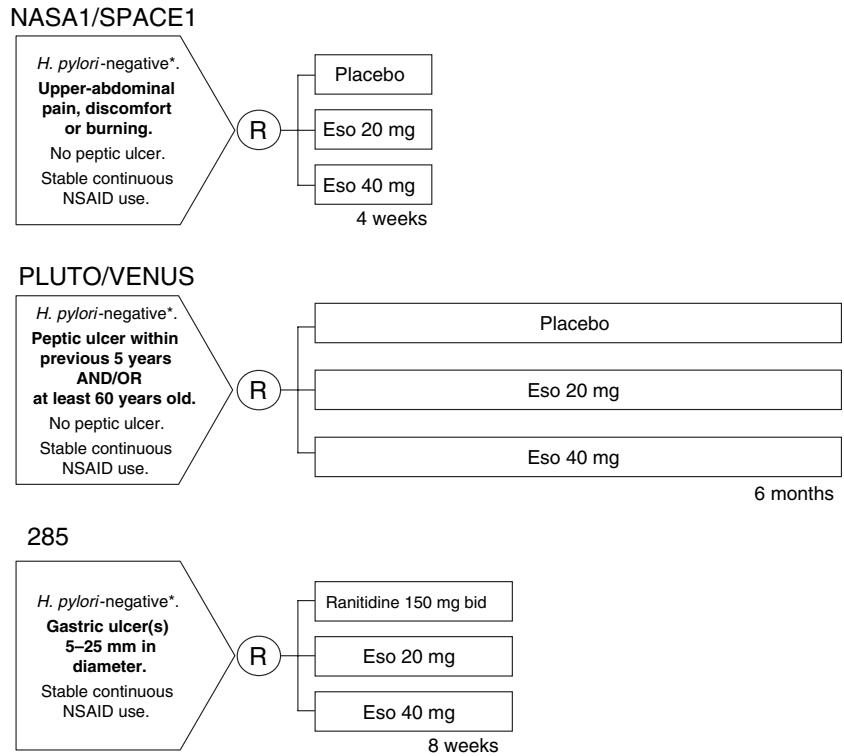 NASA1/SPACE1
H. pylori-negative*.
Upper-abdominal
pain, discomfort
or burning.
No peptic ulcer.
Stable continuous
NSAID use.
R
Placebo
Eso 20 mg
Eso 40 mg
4 weeks
PLUTO/VENUS
H. pylori-negative*.
Peptic ulcer within
previous 5 years
AND/OR
at least 60 years old.
No peptic ulcer.
Stable continuous
NSAID use.
R
Placebo
Eso 20 mg
Eso 40 mg
6 months
285
H. pylori-negative*.
Gastric ulcer(s)
5–25 mm in
diameter.
Stable continuous
NSAID use.
R
Ranitidine 150 mg bid
Eso 20 mg
Eso 40 mg
8 weeks